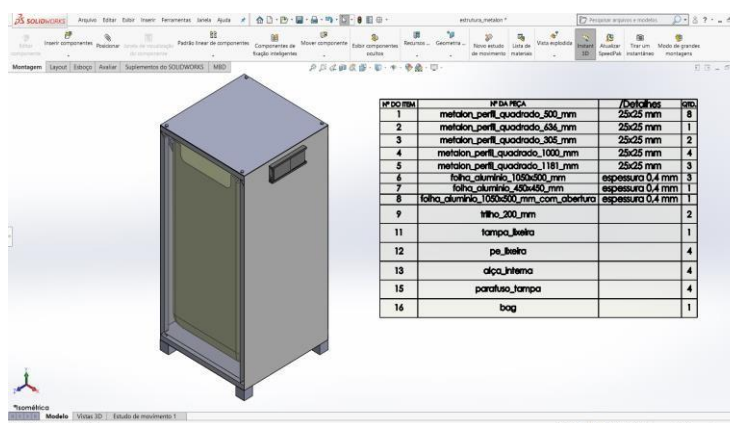 SOLIDWORKS Arquivo Editar Exibir Inserir Ferramentas Janela Ajuda
estrutura_metalon *
Pesquisar arquivos e modelos
Editar componente
Inserir componentes
Posicionar
Padrão linear de componentes
Componentes de fixação inteligentes
Mover componente
Exibir componentes ocultos
Recursos ...
Geometria ...
Novo estudo de movimento
Lista de materiais
Vista explodida
Instant 3D
Atualizar SpeedPak
Tirar um instantâneo
Modo de grandes montagens
Montagem Layout Esboço Avaliar Suplementos do SOLIDWORKS MBD
Nº DO ITEM Nº DA PEÇA /Detalhes QTD.
1 metalon_perfil_quadrado_500_mm 25x25 mm 8
2 metalon_perfil_quadrado_636_mm 25x25 mm 1
3 metalon_perfil_quadrado_305_mm 25x25 mm 2
4 metalon_perfil_quadrado_1000_mm 25x25 mm 4
5 metalon_perfil_quadrado_1181_mm 25x25 mm 3
6 folha_aluminio_1050x500_mm espessura 0,4 mm 3
7 folha_aluminio_450x450_mm espessura 0,4 mm 1
8 folha_aluminio_1050x500_mm_com_abertura espessura 0,4 mm 1
9 trilho_200_mm 2
11 tampa_lixeira 1
12 pe_lixeira 4
13 alça_interna 4
15 parafuso_tampa 4
16 bag 1
*Isométrica
Modelo Vistas 3D Estudo de movimento 1